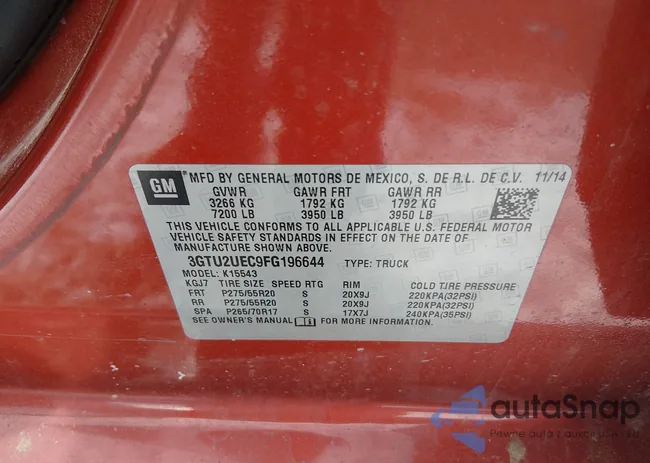 GM
MFD BY GENERAL MOTORS DE MEXICO, S. DE R.L. DE C.V. 11/14
GVWR GAWR FRT GAWR RR
3266 KG 1792 KG 1792 KG
7200 LB 3950 LB 3950 LB
THIS VEHICLE CONFORMS TO ALL APPLICABLE U.S. FEDERAL MOTOR
VEHICLE SAFETY STANDARDS IN EFFECT ON THE DATE OF
MANUFACTURE SHOWN ABOVE.
3GTU2UEC9FG196644 TYPE: TRUCK
MODEL: K15543
KGJ7 TIRE SIZE SPEED RTG RIM COLD TIRE PRESSURE
FRT P275/55R20 S 20X9J 220KPA(32PSI)
RR P275/55R20 S 20X9J 220KPA(32PSI)
SPA P265/70R17 S 17X7J 240KPA(35PSI)
SEE OWNER'S MANUAL FOR MORE INFORMATION.
autoSnap
Pewne auta z aukcji w USA